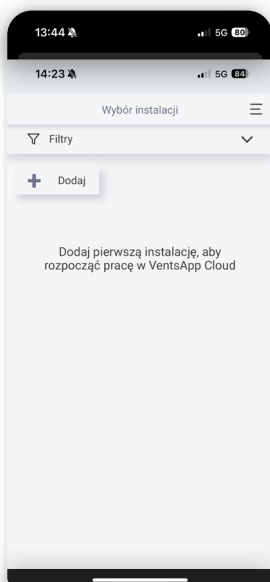 13:44 5G 80
14:23 5G 84
Wybór instalacji
Filtry
Dodaj
Dodaj pierwszą instalację, aby
rozpocząć pracę w VentsApp Cloud